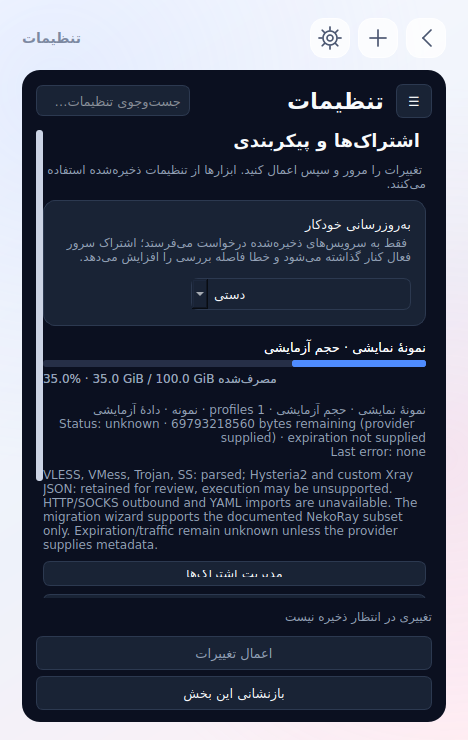 تنظیمات
جست‌وجوی تنظیمات...
تنظیمات
☰
اشتراک‌ها و پیکربندی
تغییرات را مرور و سپس اعمال کنید. ابزارها از تنظیمات ذخیره‌شده استفاده
می‌کنند.
به‌روزرسانی خودکار
فقط به سرویس‌های ذخیره‌شده درخواست می‌فرستد؛ اشتراک سرور
فعال کنار گذاشته می‌شود و خطا فاصله بررسی را افزایش می‌دهد.
دستی
نمونهٔ نمایشی · حجم آزمایشی
35.0% · 35.0 GiB / 100.0 GiB مصرف‌شده
نمونهٔ نمایشی · حجم آزمایشی · profiles 1 · نمونه · دادهٔ آزمایشی
Status: unknown · 69793218560 bytes remaining (provider
supplied) · expiration not supplied
Last error: none
VLESS, VMess, Trojan, SS: parsed; Hysteria2 and custom Xray
JSON: retained for review, execution may be unsupported.
HTTP/SOCKS outbound and YAML imports are unavailable. The
migration wizard supports the documented NekoRay subset
only. Expiration/traffic remain unknown unless the provider
supplies metadata.
مدیریت اشتراک‌ها
تغییری در انتظار ذخیره نیست
اعمال تغییرات
بازنشانی این بخش